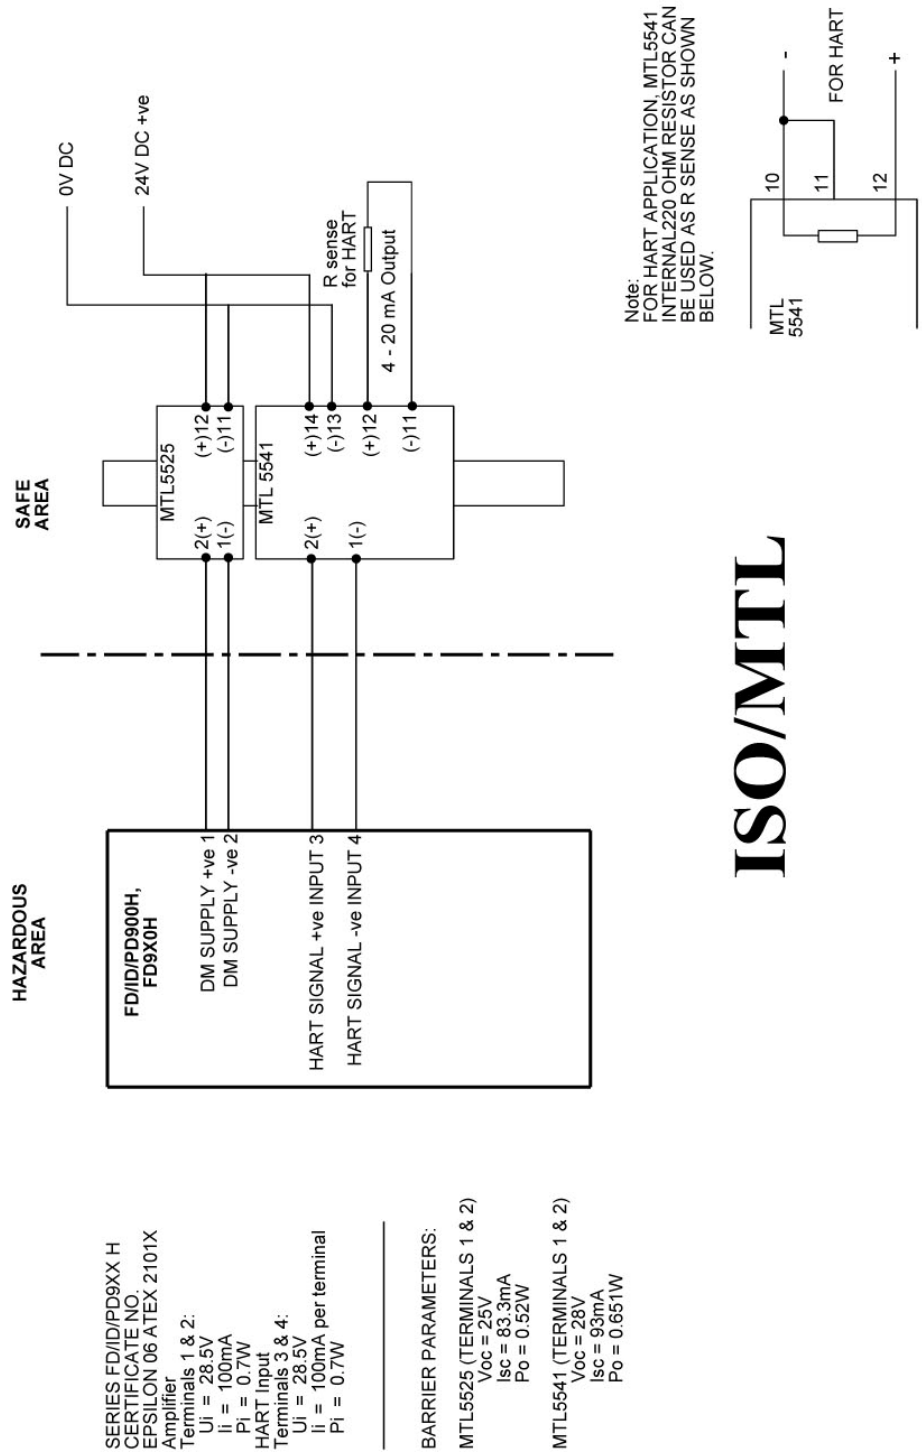 HAZARDOUS
AREA
SAFE
AREA
SERIES FD/ID/PD9XX H
CERTIFICATE NO.
EPSILON 06 ATEX 2101X
Amplifier
Terminals 1 & 2:
Ui = 28.5V
Ii = 100mA
Pi = 0.7W
HART Input
Terminals 3 & 4:
Ui = 28.5V
Ii = 100mA per terminal
Pi = 0.7W
BARRIER PARAMETERS:
MTL5525 (TERMINALS 1 & 2)
Voc = 25V
Isc = 83.3mA
Po = 0.52W
MTL5541 (TERMINALS 1 & 2)
Voc = 28V
Isc = 93mA
Po = 0.651W
FD/ID/PD900H,
FD9X0H
DM SUPPLY +ve 1
DM SUPPLY -ve 2
HART SIGNAL +ve INPUT 3
HART SIGNAL -ve INPUT 4
MTL5525
2(+)
1(-)
(+)12
(-)11
MTL 5541
2(+)
1(-)
(+)14
(-)13
(+)12
(-)11
0V DC
24V DC +ve
R sense
for HART
4 - 20 mA Output
Note:
FOR HART APPLICATION, MTL5541
INTERNAL220 OHM RESISTOR CAN
BE USED AS R SENSE AS SHOWN
BELOW.
MTL
5541
10
11
12
-
FOR HART
+
ISO/MTL